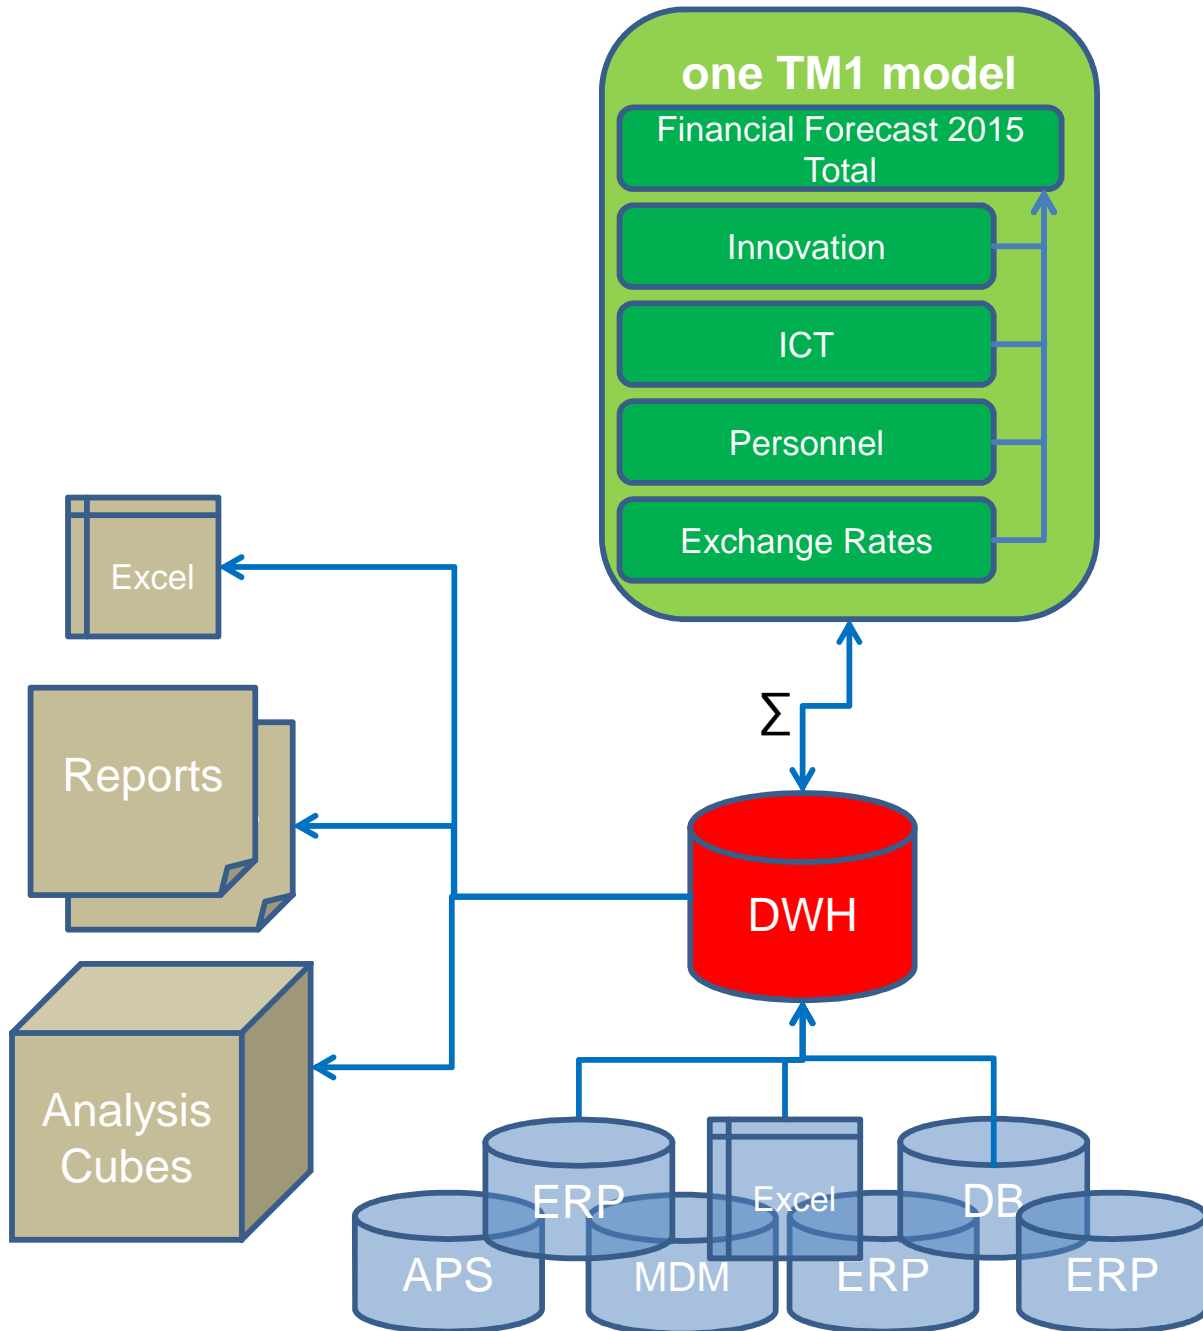 one TM1 model
Financial Forecast 2015
Total
Innovation
ICT
Personnel
Exchange Rates
Excel
∑
Reports
DWH
Analysis
Cubes
ERP
Excel
DB
APS
MDM
ERP
ERP